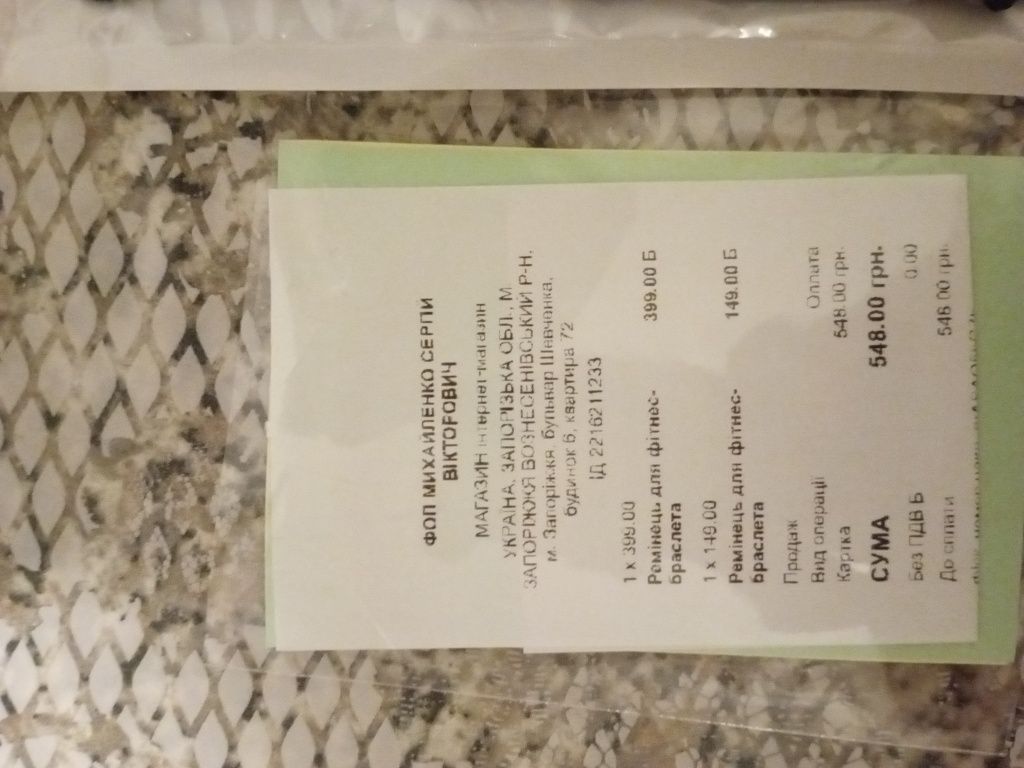 ФОП МИХАЙЛЕНКО СЕРГІЙ
ВІКТОРОВИЧ
МАГАЗИН інтернет-магазин
УКРАЇНА, ЗАПОРІЗЬКА ОБЛ., М.
ЗАПОРІЖЖЯ ВОЗНЕСЕНІВСЬКИЙ Р-Н,
м. Запоріжжя, бульвар Шевченка,
будинок 6, квартира 72
ІД 2216211233
1 x 399.00
Ремінець для фітнес- 399.00 Б
браслета
1 x 149.00
Ремінець для фітнес- 149.00 Б
браслета
Продаж
Вид операції Оплата
Картка 548.00 грн.
СУМА 548.00 грн.
Без ПДВ Б 0.00
До сплати 548.00 грн.